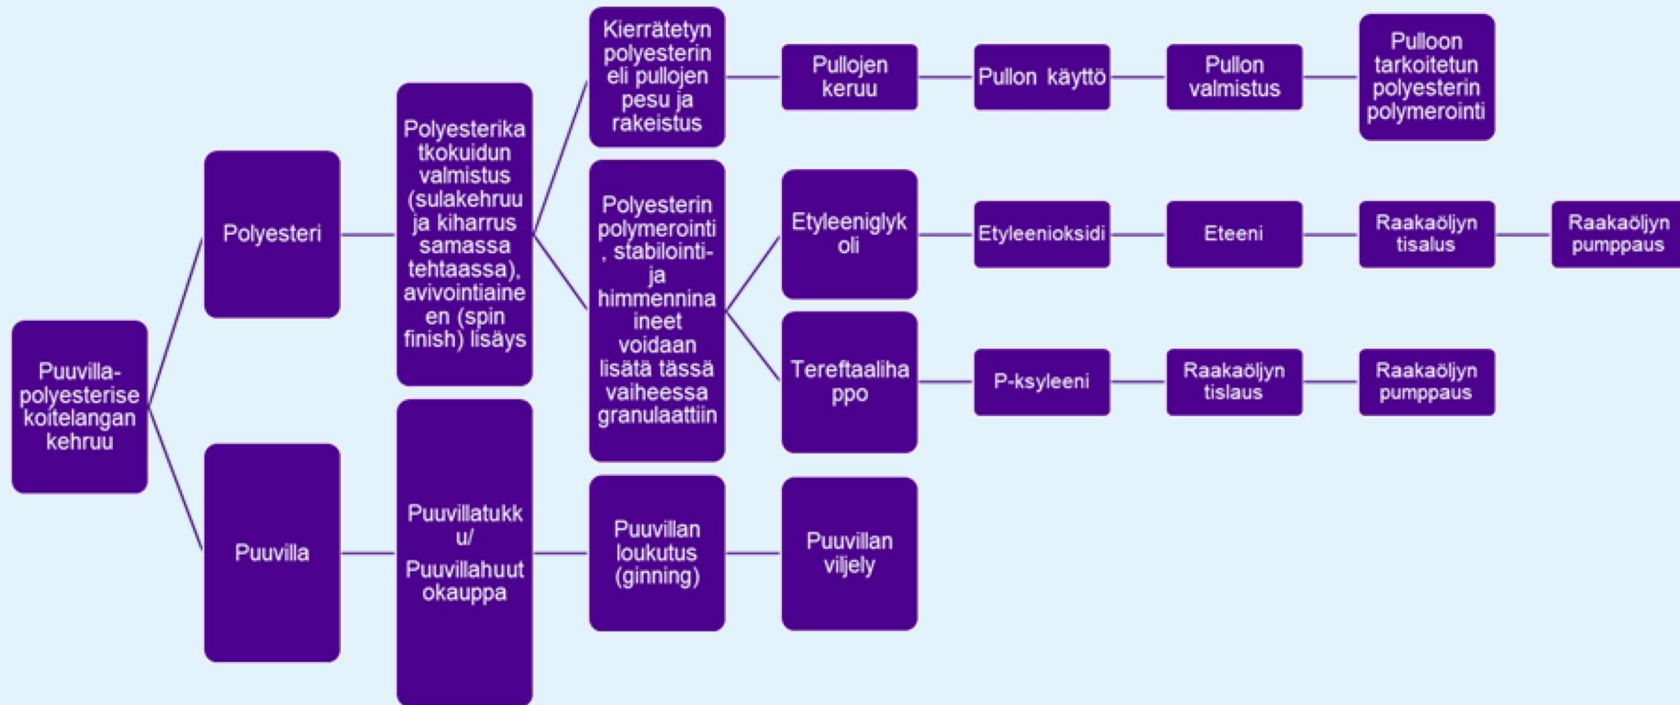 Puuvilla-
polyesterise
koitelangan
kehruu
Polyesteri
Puuvilla
Polyesterika
tkokuidun
valmistus
(sulakehruu
ja kiharrus
samassa
tehtaassa),
avivointiaine
en (spin
finish) lisäys
Puuvillatukk
u/
Puuvillahuut
okauppa
Kierrätetyn
polyesterin
eli pullojen
pesu ja
rakeistus
Polyesterin
polymerointi
, stabilointi-
ja
himmennina
ineet
voidaan
lisätä tässä
vaiheessa
granulaattiin
Puuvillan
loukutus
(ginning)
Pullojen
keruu
Pullon käyttö
Pullon
valmistus
Pulloon
tarkoitetun
polyesterin
polymerointi
Etyleeniglyk
oli
Etyleenioksidi
Eteeni
Raakaöljyn
tisalus
Raakaöljyn
pumppaus
Tereftaaliha
ppo
P-ksyleeni
Raakaöljyn
tislaus
Raakaöljyn
pumppaus
Puuvillan
viljely